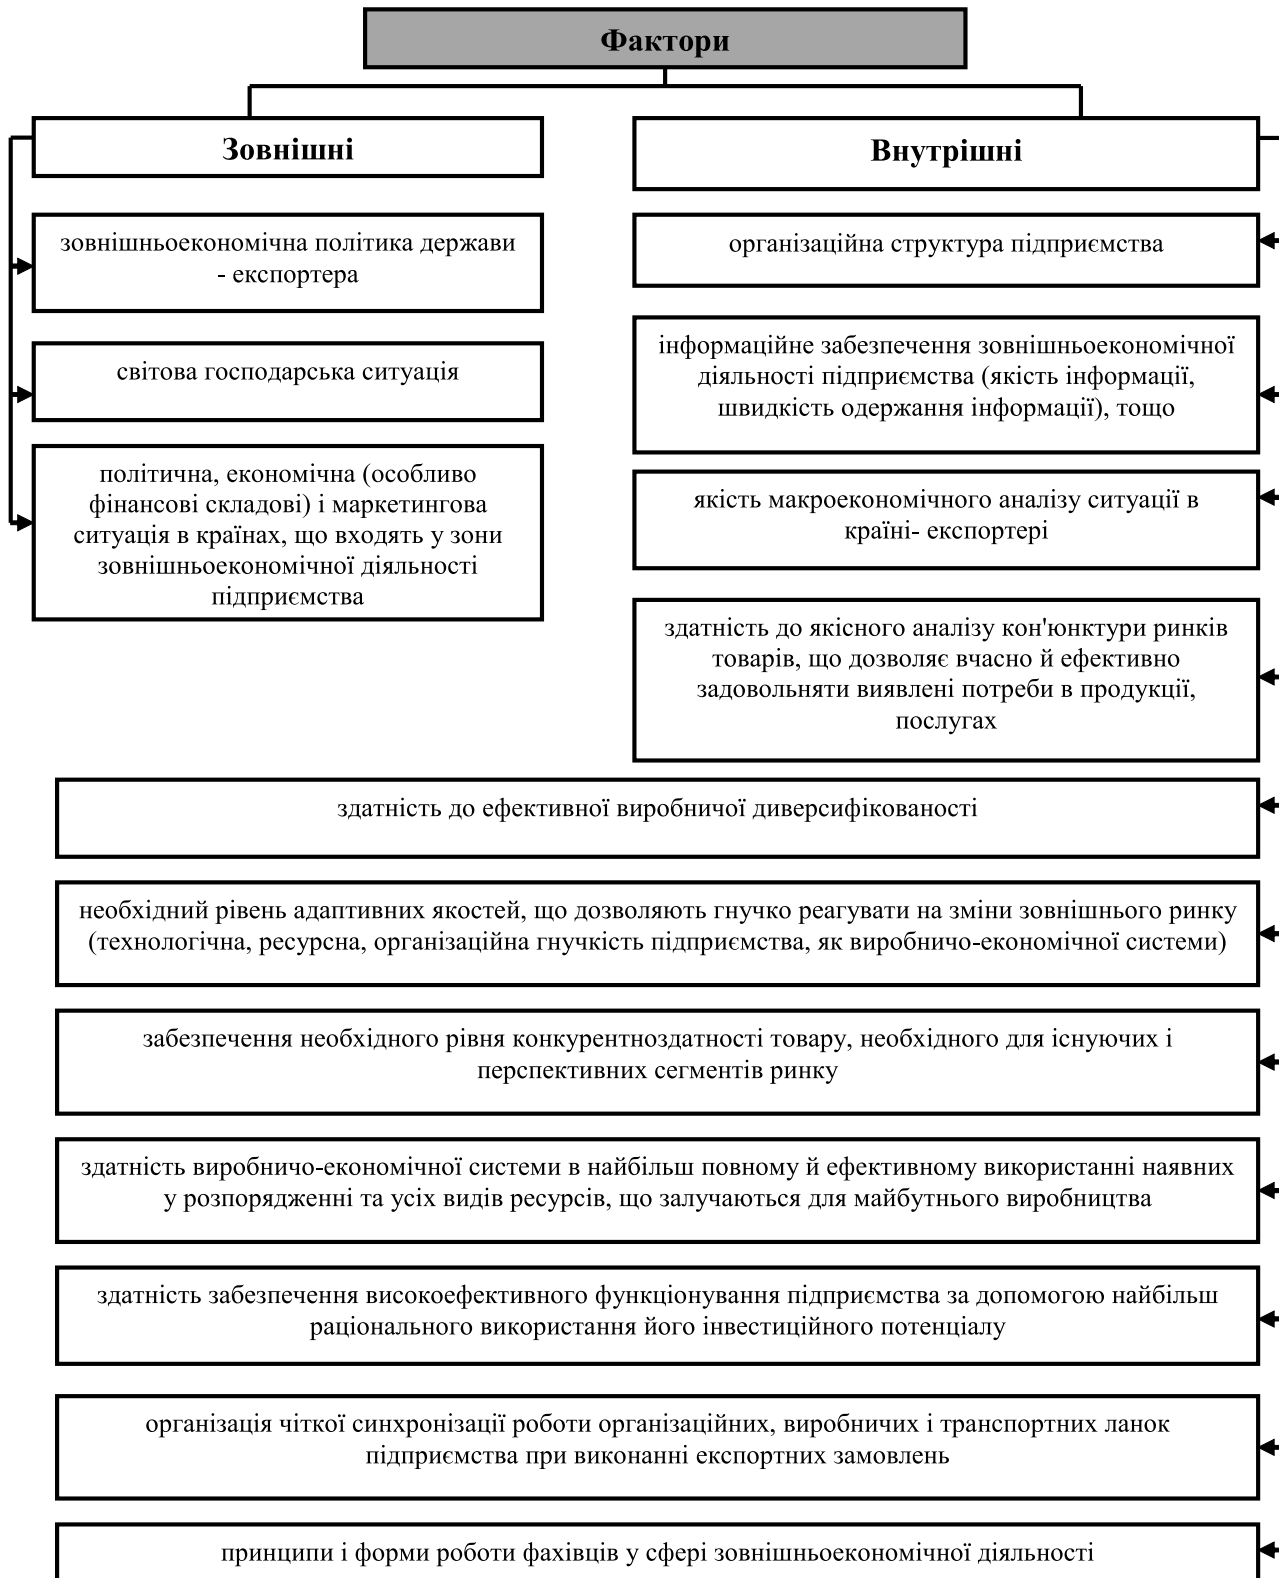 Фактори
Зовнішні
зовнішньоекономічна політика держави
- експортера
світова господарська ситуація
політична, економічна (особливо
фінансові складові) і маркетингова
ситуація в країнах, що входять у зони
зовнішньоекономічної діяльності
підприємства
Внутрішні
організаційна структура підприємства
інформаційне забезпечення зовнішньоекономічної
діяльності підприємства (якість інформації,
швидкість одержання інформації), тощо
якість макроекономічного аналізу ситуації в
країні- експортері
здатність до якісного аналізу кон'юнктури ринків
товарів, що дозволяє вчасно й ефективно
задовольняти виявлені потреби в продукції,
послугах
здатність до ефективної виробничої диверсифікованості
необхідний рівень адаптивних якостей, що дозволяють гнучко реагувати на зміни зовнішнього ринку
(технологічна, ресурсна, організаційна гнучкість підприємства, як виробничо-економічної системи)
забезпечення необхідного рівня конкурентноздатності товару, необхідного для існуючих і
перспективних сегментів ринку
здатність виробничо-економічної системи в найбільш повному й ефективному використанні наявних
у розпорядженні та усіх видів ресурсів, що залучаються для майбутнього виробництва
здатність забезпечення високоефективного функціонування підприємства за допомогою найбільш
раціонального використання його інвестиційного потенціалу
організація чіткої синхронізації роботи організаційних, виробничих і транспортних ланок
підприємства при виконанні експортних замовлень
принципи і форми роботи фахівців у сфері зовнішньоекономічної діяльності